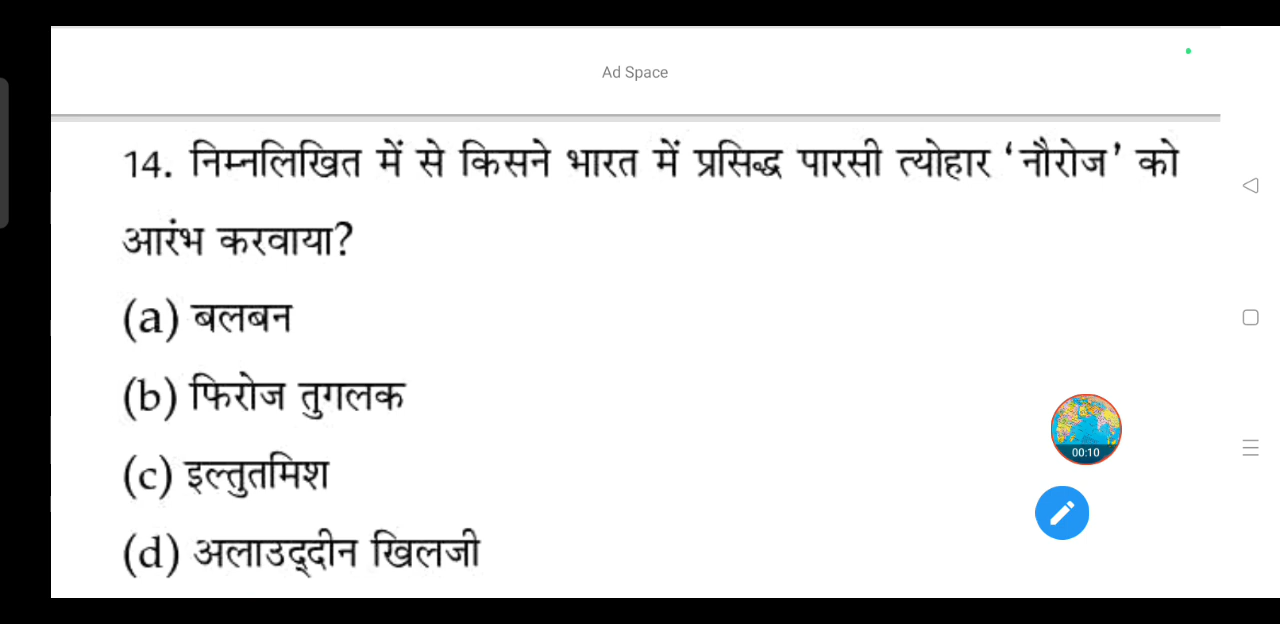 Ad Space
14. निम्नलिखित में से किसने भारत में प्रसिद्ध पारसी त्योहार ‘नौरोज’ को
आरंभ करवाया?
(a) बलबन
(b) फिरोज तुगलक
(c) इल्तुतमिश
(d) अलाउद्दीन खिलजी
00:10